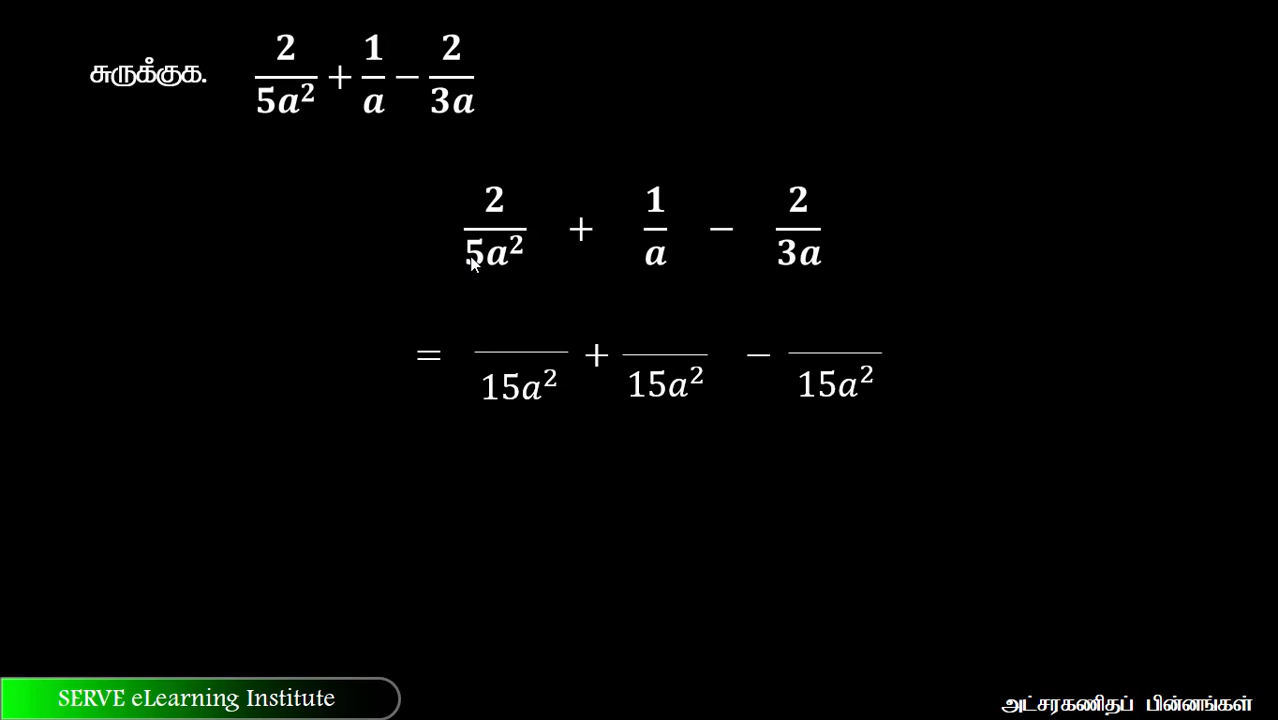 சுருக்குக. 2/5a² + 1/a − 2/3a
2/5a² + 1/a − 2/3a
= /15a² + /15a² − /15a²
SERVE eLearning Institute
அட்சரகணிதப் பின்னங்கள்